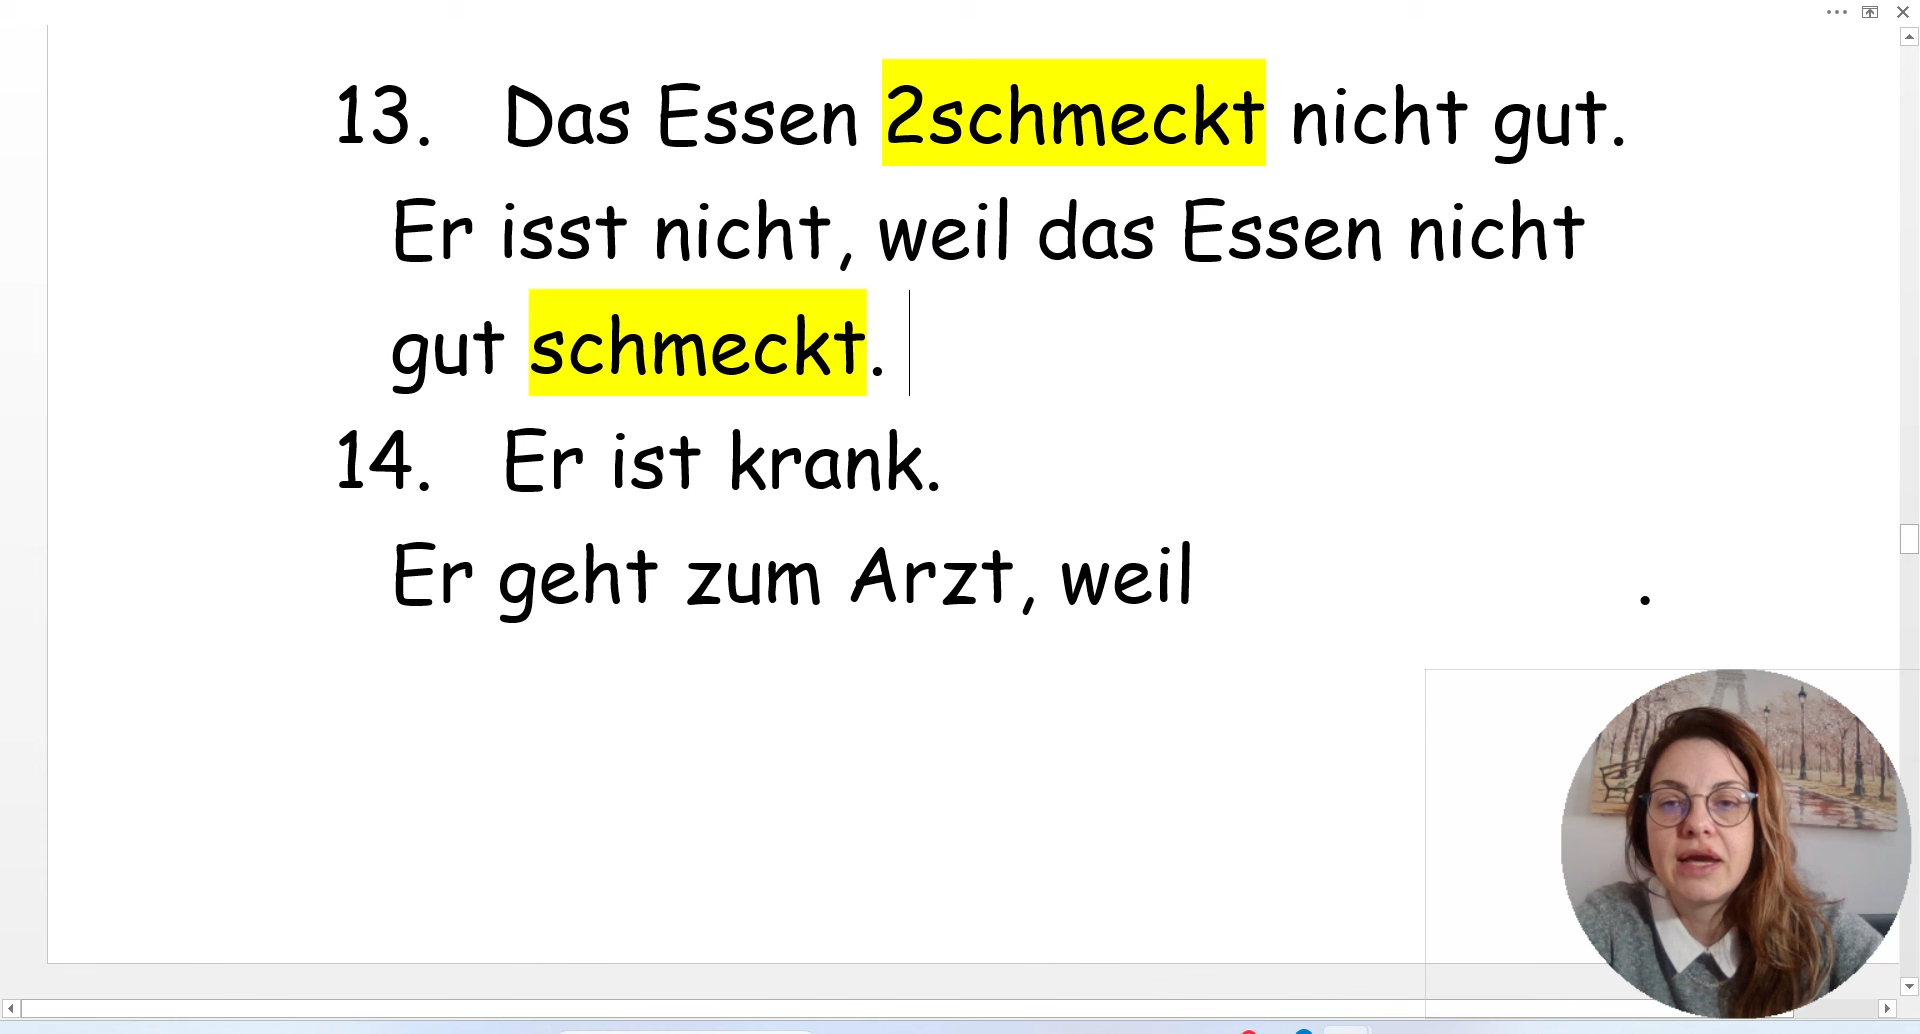 13. Das Essen 2schmeckt nicht gut.
Er isst nicht, weil das Essen nicht
gut schmeckt.
14. Er ist krank.
Er geht zum Arzt, weil .